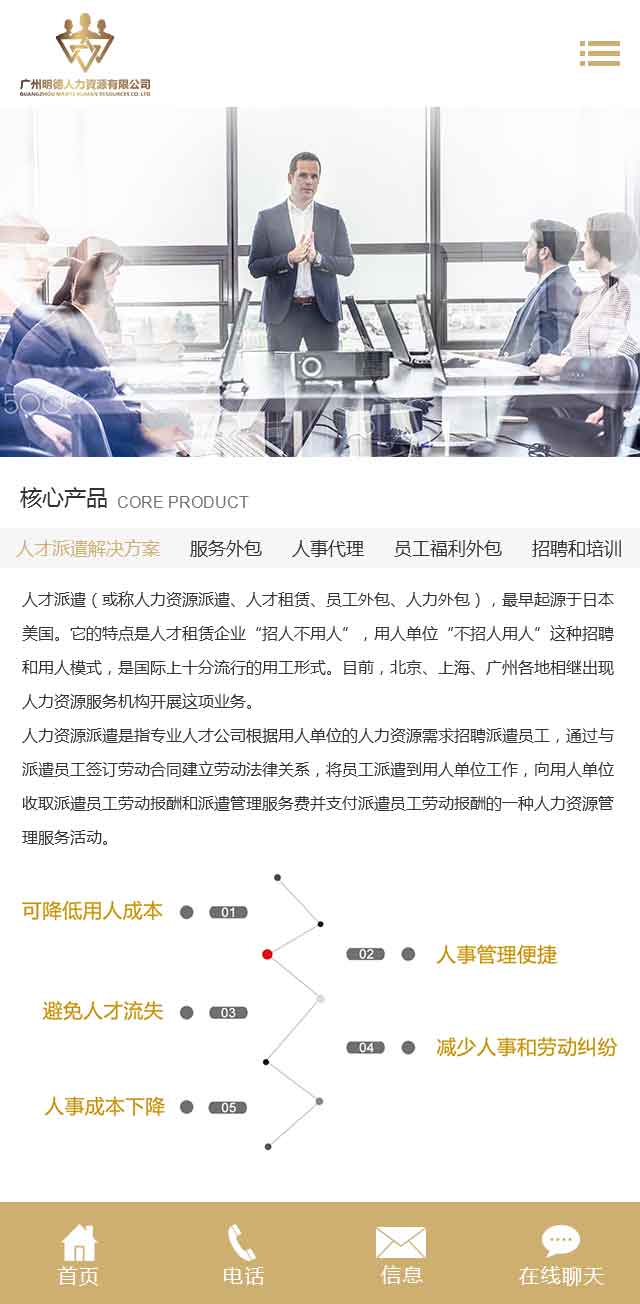 广州明德人力资源有限公司
核心产品 CORE PRODUCT
人才派遣解决方案 服务外包 人事代理 员工福利外包 招聘和培训
人才派遣（或称人力资源派遣、人才租赁、员工外包、人力外包），最早起源于日本
美国。它的特点是人才租赁企业“招人不用人”，用人单位“不招人用人”这种招聘
和用人模式，是国际上十分流行的用工形式。目前，北京、上海、广州各地相继出现
人力资源服务机构开展这项业务。
人力资源派遣是指专业人才公司根据用人单位的人力资源需求招聘派遣员工，通过与
派遣员工签订劳动合同建立劳动法律关系，将员工派遣到用人单位工作，向用人单位
收取派遣员工劳动报酬和派遣管理服务费并支付派遣员工劳动报酬的一种人力资源管
理服务活动。
可降低用人成本 01
02 人事管理便捷
避免人才流失 03
04 减少人事和劳动纠纷
人事成本下降 05
首页 电话 信息 在线聊天